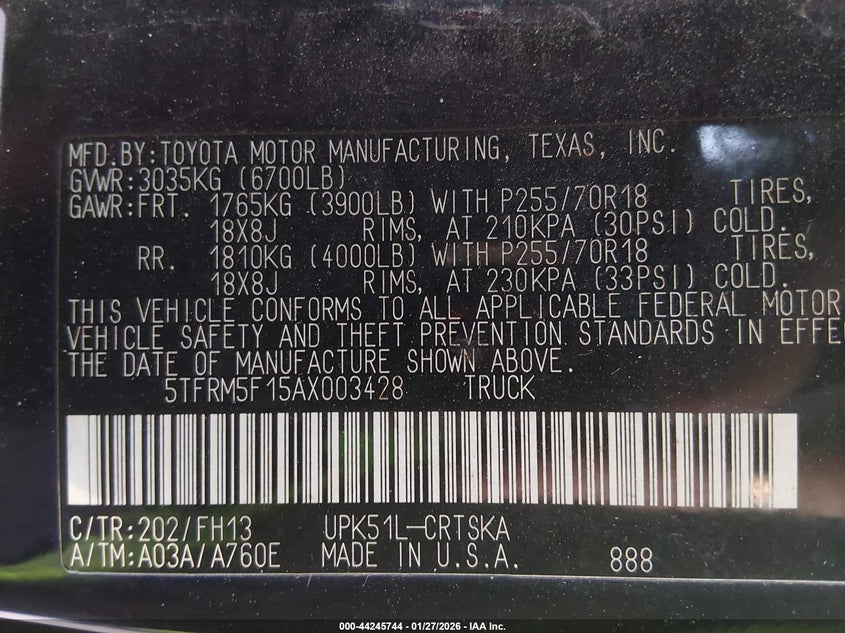 MFD.BY:TOYOTA MOTOR MANUFACTURING, TEXAS, INC.
GVWR:3035KG (6700LB)
GAWR:FRT. 1765KG (3900LB) WITH P255/70R18 TIRES,
18X8J RIMS, AT 210KPA (30PSI) COLD.
RR. 1810KG (4000LB) WITH P255/70R18 TIRES,
18X8J RIMS, AT 230KPA (33PSI) COLD.
THIS VEHICLE CONFORMS TO ALL APPLICABLE FEDERAL MOTOR
VEHICLE SAFETY AND THEFT PREVENTION STANDARDS IN EFFE
THE DATE OF MANUFACTURE SHOWN ABOVE.
5TFRM5F15AX003428 TRUCK
C/TR:202/FH13 UPK51L-CRTSKA
A/TM:A03A/A760E MADE IN U.S.A. 888
000-44245744 | 01/27/2026 - IAA Inc.